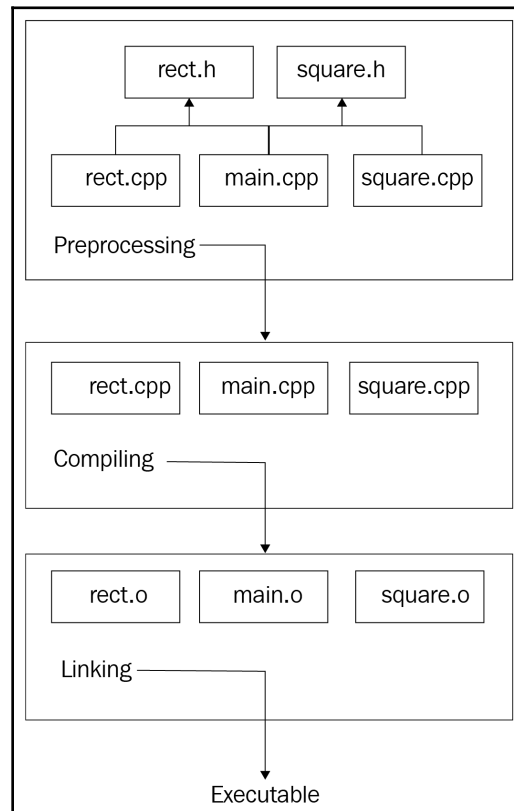 rect.h square.h
rect.cpp main.cpp square.cpp
Preprocessing
rect.cpp main.cpp square.cpp
Compiling
rect.o main.o square.o
Linking
Executable